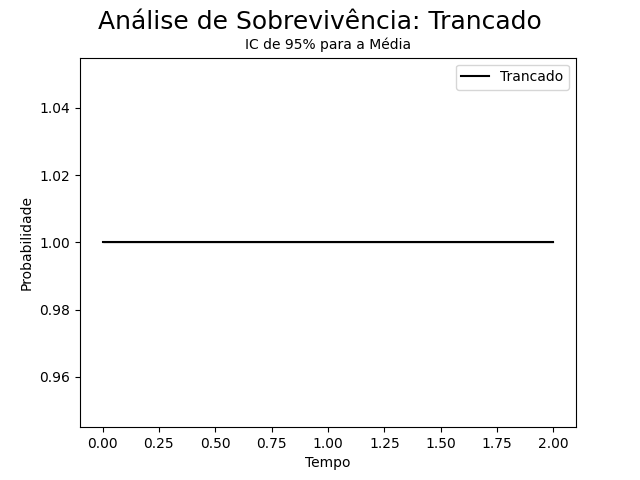 Análise de Sobrevivência: Trancado
IC de 95% para a Média
Trancado
1.04
1.02
1.00
0.98
0.96
Probabilidade
0.00 0.25 0.50 0.75 1.00 1.25 1.50 1.75 2.00
Tempo